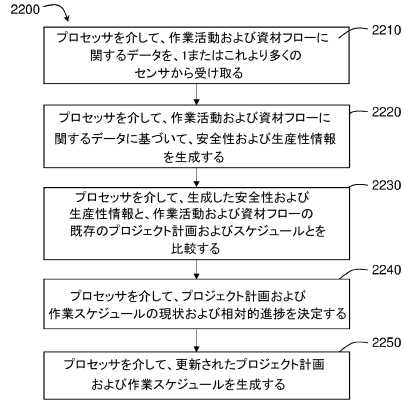 2200
2210
プロセッサを介して、作業活動および資材フローに
関するデータを、1またはこれより多くの
センサから受け取る
2220
プロセッサを介して、作業活動および資材フローに
関するデータに基づいて、安全性および生産性情報
を生成する
2230
プロセッサを介して、生成した安全性および
生産性情報と、作業活動および資材フローの
既存のプロジェクト計画およびスケジュールとを
比較する
2240
プロセッサを介して、プロジェクト計画および
作業スケジュールの現状および相対的進捗を決定する
2250
プロセッサを介して、更新されたプロジェクト計画
および作業スケジュールを生成する